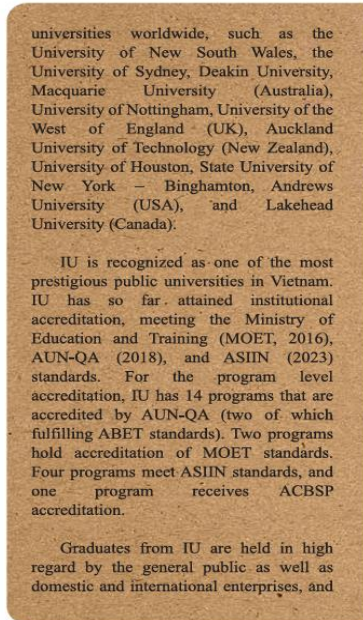 universities worldwide, such as the
University of New South Wales, the
University of Sydney, Deakin University,
Macquarie University (Australia),
University of Nottingham, University of the
West of England (UK), Auckland
University of Technology (New Zealand),
University of Houston, State University of
New York – Binghamton, Andrews
University (USA), and Lakehead
University (Canada).
IU is recognized as one of the most
prestigious public universities in Vietnam.
IU has so far attained institutional
accreditation, meeting the Ministry of
Education and Training (MOET, 2016),
AUN-QA (2018), and ASIIN (2023)
standards. For the program level
accreditation, IU has 14 programs that are
accredited by AUN-QA (two of which
fulfilling ABET standards). Two programs
hold accreditation of MOET standards.
Four programs meet ASIIN standards, and
one program receives ACBSP
accreditation.
Graduates from IU are held in high
regard by the general public as well as
domestic and international enterprises, and